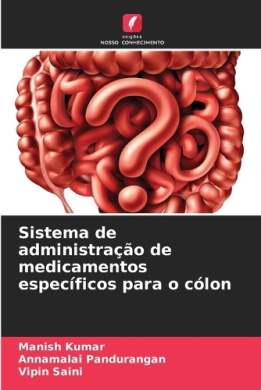 edições
NOSSO CONHECIMENTO
Sistema de
administração de
medicamentos
específicos para o cólon
Manish Kumar
Annamalai Pandurangan
Vipin Saini